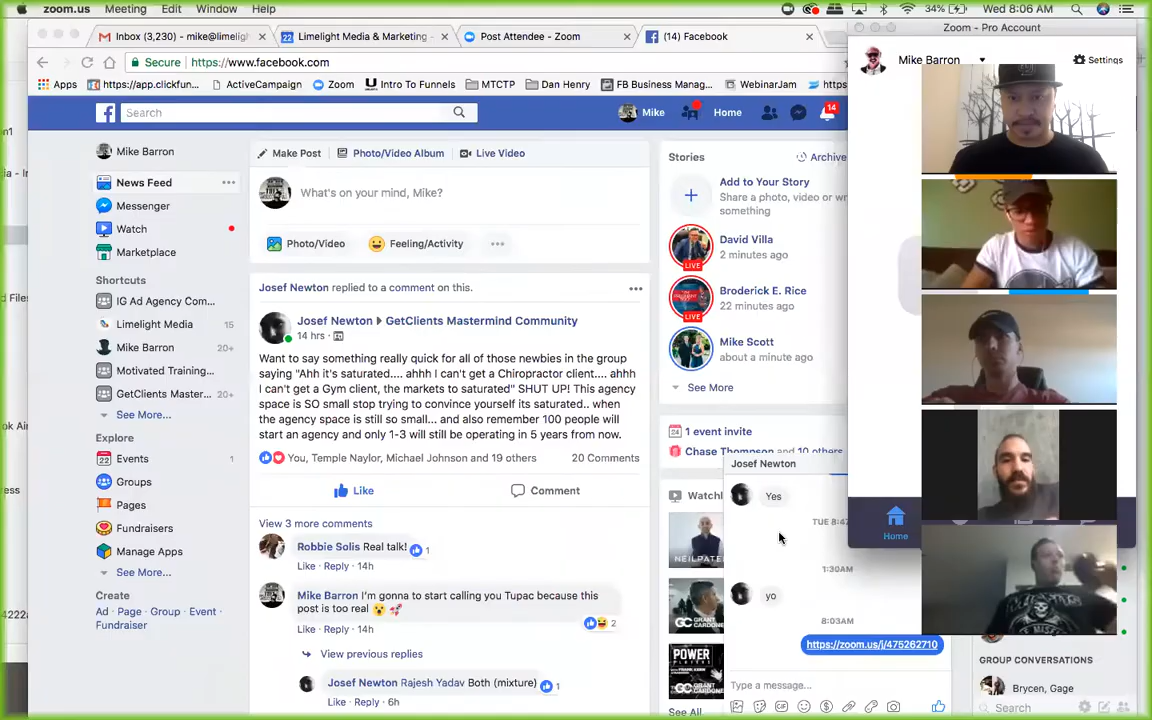 zoom.us Meeting Edit Window Help
34% Wed 8:06 AM
Inbox (3,230) - mike@limelig
Limelight Media & Marketing -
Post Attendee - Zoom
(14) Facebook
Zoom - Pro Account
Secure https://www.facebook.com
Mike Barron
Settings
Apps https://app.clickfun... ActiveCampaign Zoom Intro To Funnels MTCTP Dan Henry FB Business Manag... WebinarJam https
Search
Mike Home 14
Mike Barron
News Feed
Messenger
Watch
Marketplace
Shortcuts
IG Ad Agency Com...
Limelight Media 15
Mike Barron 20+
Motivated Training...
GetClients Master... 20+
See More...
Explore
Events 1
Groups
Pages
Fundraisers
Manage Apps
See More...
Create
Ad · Page · Group · Event ·
Fundraiser
Make Post Photo/Video Album Live Video
What's on your mind, Mike?
Photo/Video Feeling/Activity
Josef Newton replied to a comment on this.
Josef Newton GetClients Mastermind Community
14 hrs ·
Want to say something really quick for all of those newbies in the group
saying "Ahh it's saturated.... ahhh I can't get a Chiropractor client.... ahhh
I can't get a Gym client, the markets to saturated" SHUT UP! This agency
space is SO small stop trying to convince yourself its saturated.. when
the agency space is still so small... and also remember 100 people will
start an agency and only 1-3 will still be operating in 5 years from now.
You, Temple Naylor, Michael Johnson and 19 others 20 Comments
Like Comment
View 3 more comments
Robbie Solis Real talk! 1
Like · Reply · 14h
Mike Barron I'm gonna to start calling you Tupac because this
post is too real
2
Like · Reply · 14h
View previous replies
Josef Newton Rajesh Yadav Both (mixture) 1
Like · Reply · 6h
Stories Archive
Add to Your Story
Share a photo, video or wr
something
David Villa
2 minutes ago
LIVE
Broderick E. Rice
22 minutes ago
LIVE
Mike Scott
about a minute ago
See More
1 event invite
Chase Thompson and 10 others
Watchl
NEILPATE
GRANT
CARDONE
POWER
PLAYERS
See All
Josef Newton
Yes
TUE 8:47
1:30AM
yo
8:03AM
https://zoom.us/j/475262710
Type a message...
Home
GROUP CONVERSATIONS
Brycen, Gage
Search